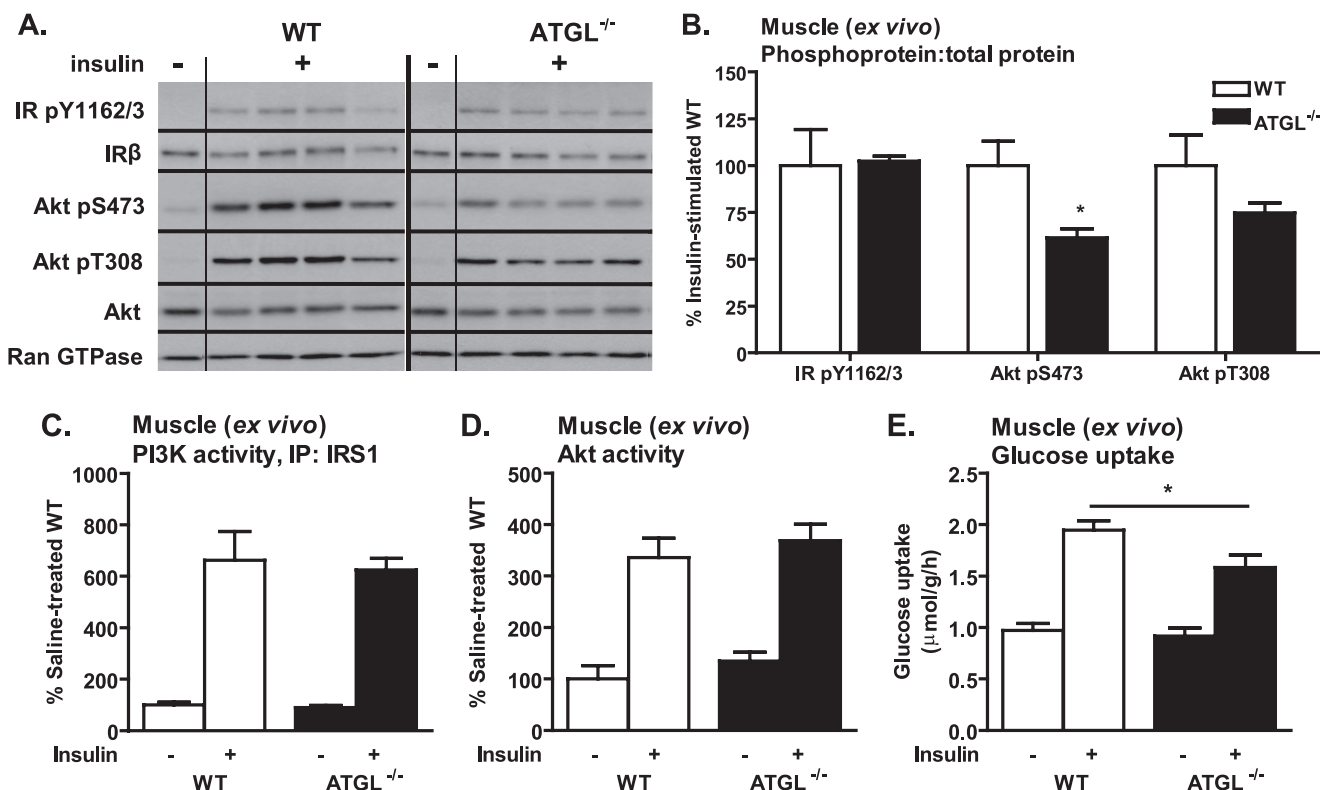 A.
WT
ATGL-/-
insulin - + - +
IR pY1162/3
IRβ
Akt pS473
Akt pT308
Akt
Ran GTPase
B. Muscle (ex vivo)
Phosphoprotein:total protein
% Insulin-stimulated WT
150
125
100
75
50
25
0
WT
ATGL-/-
*
IR pY1162/3 Akt pS473 Akt pT308
C. Muscle (ex vivo)
PI3K activity, IP: IRS1
% Saline-treated WT
1000
800
600
400
200
0
Insulin - + - +
WT ATGL-/-
D. Muscle (ex vivo)
Akt activity
% Saline-treated WT
500
400
300
200
100
0
Insulin - + - +
WT ATGL-/-
E. Muscle (ex vivo)
Glucose uptake
Glucose uptake
(μmol/g/h)
2.5
2.0
1.5
1.0
0.5
0.0
*
Insulin - + - +
WT ATGL-/-